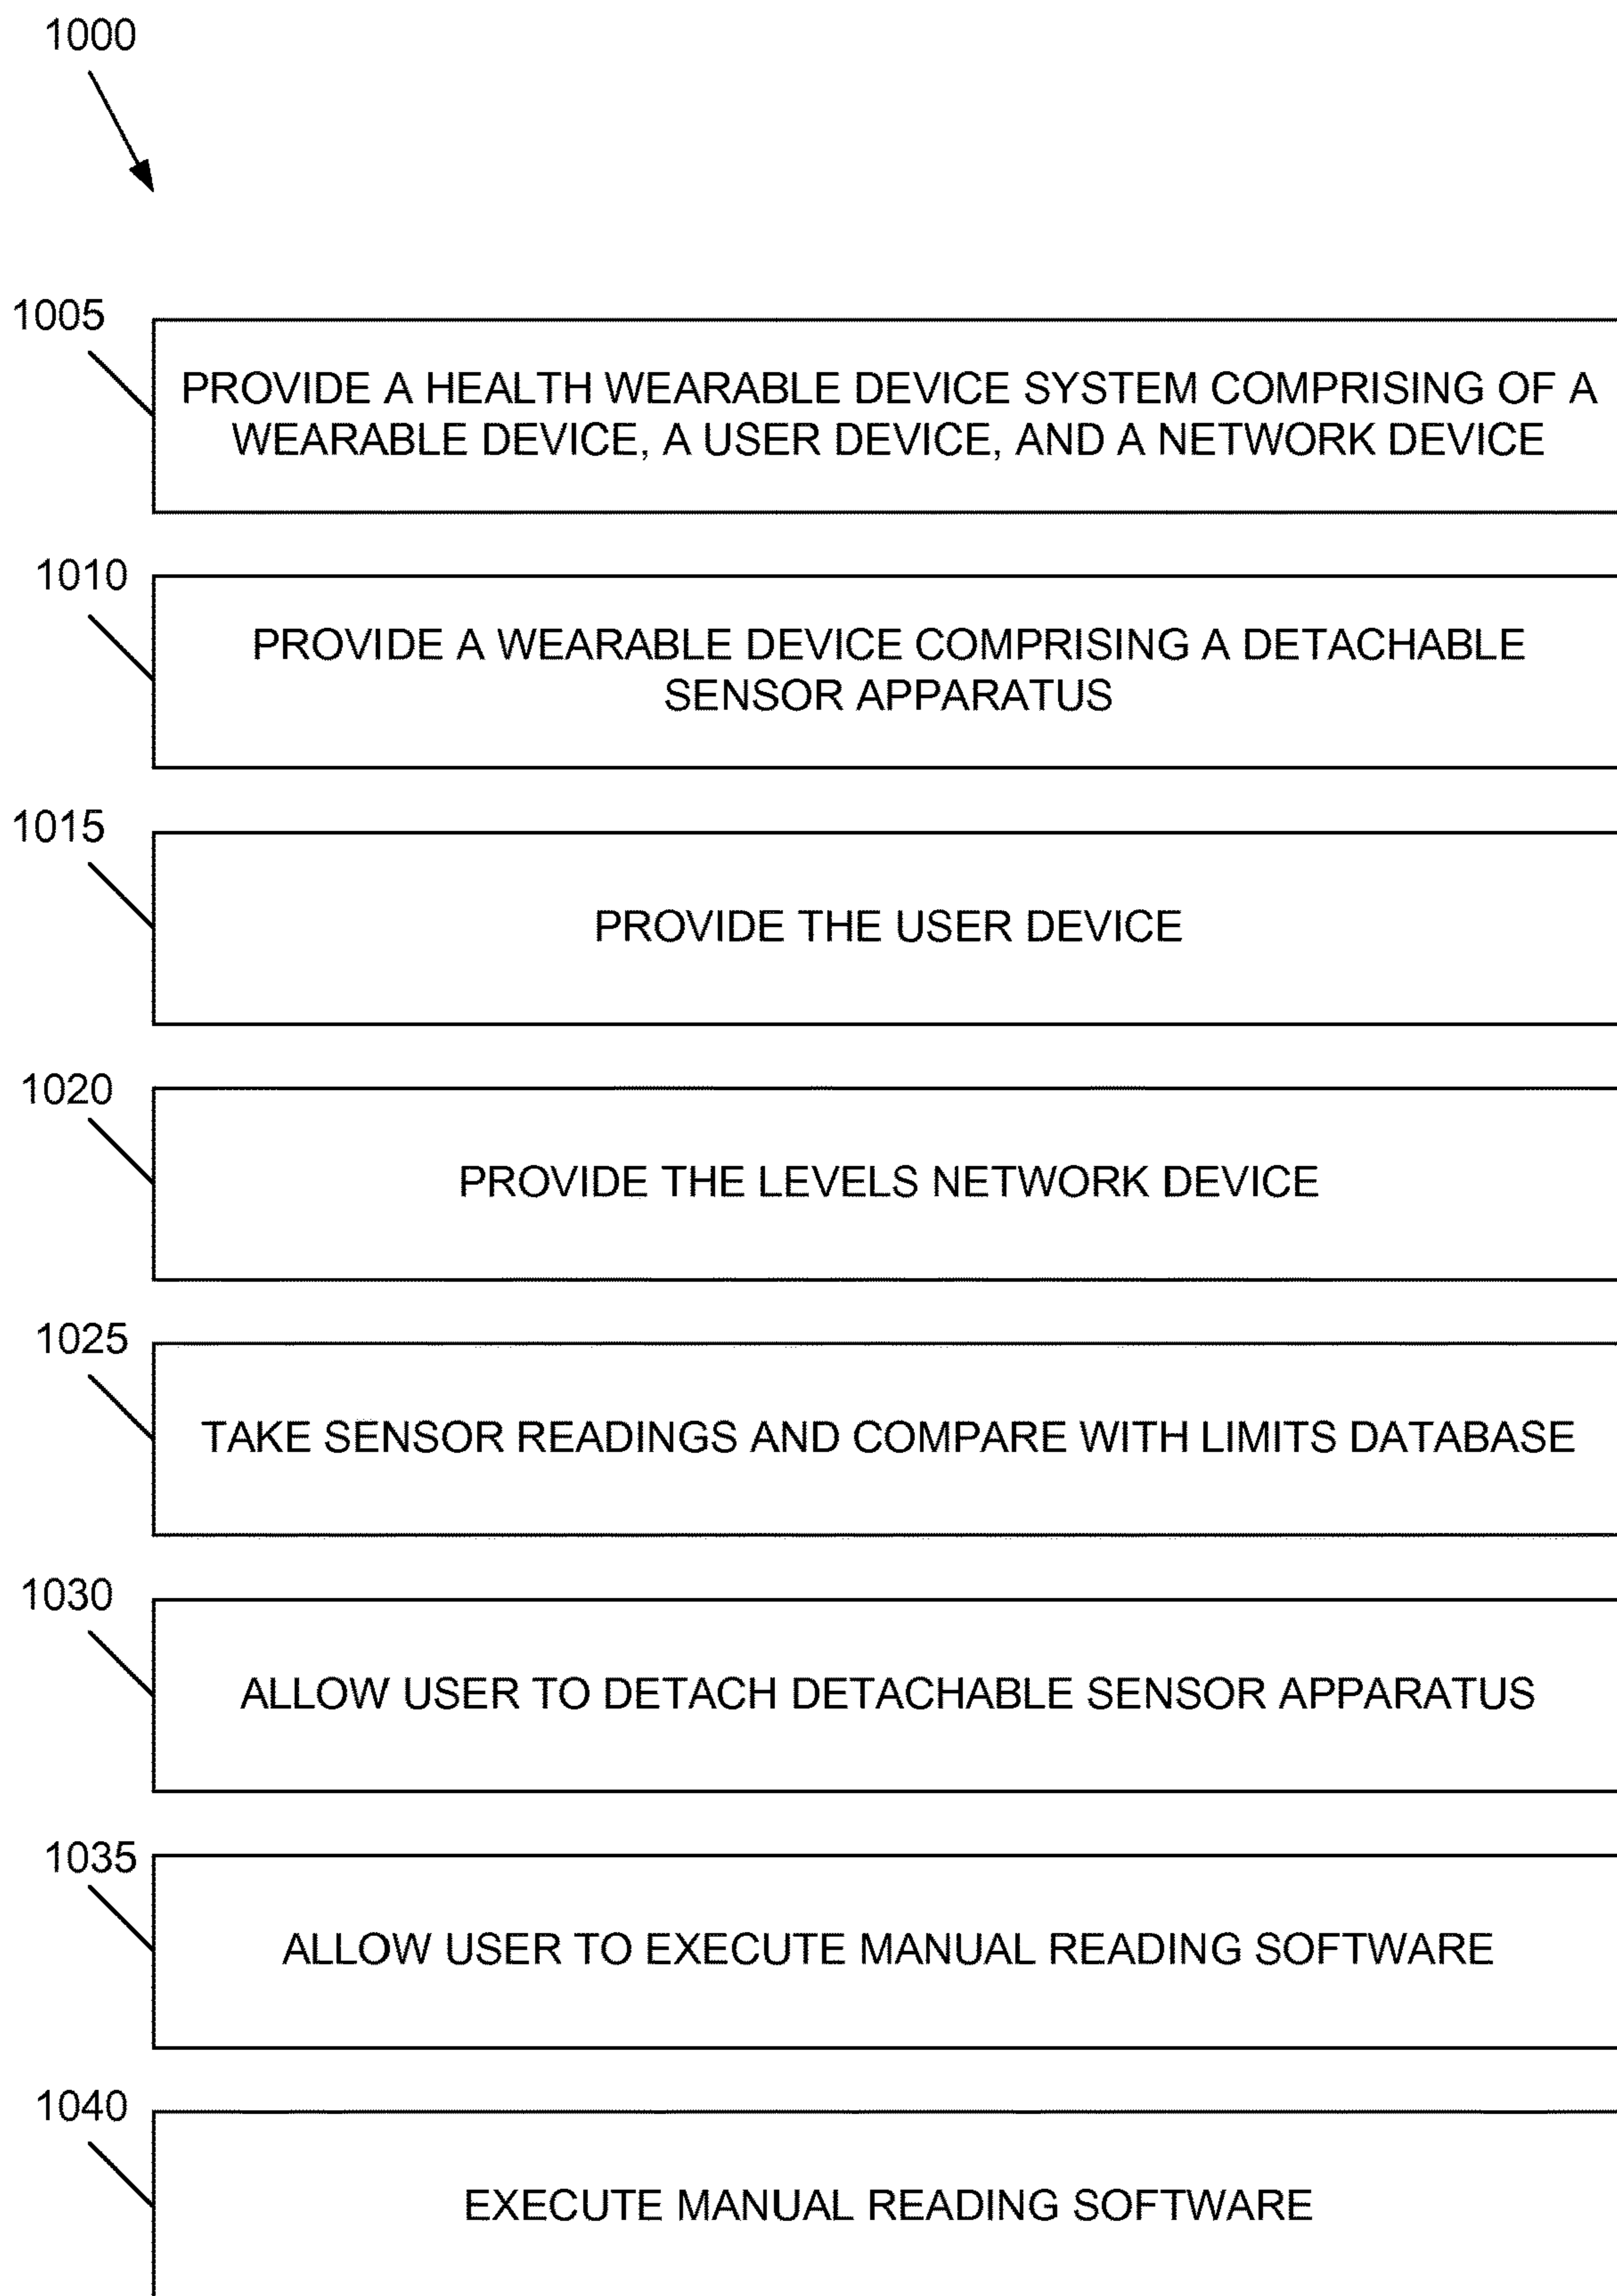 1000
1005
PROVIDE A HEALTH WEARABLE DEVICE SYSTEM COMPRISING OF A
WEARABLE DEVICE, A USER DEVICE, AND A NETWORK DEVICE
1010
PROVIDE A WEARABLE DEVICE COMPRISING A DETACHABLE
SENSOR APPARATUS
1015
PROVIDE THE USER DEVICE
1020
PROVIDE THE LEVELS NETWORK DEVICE
1025
TAKE SENSOR READINGS AND COMPARE WITH LIMITS DATABASE
1030
ALLOW USER TO DETACH DETACHABLE SENSOR APPARATUS
1035
ALLOW USER TO EXECUTE MANUAL READING SOFTWARE
1040
EXECUTE MANUAL READING SOFTWARE